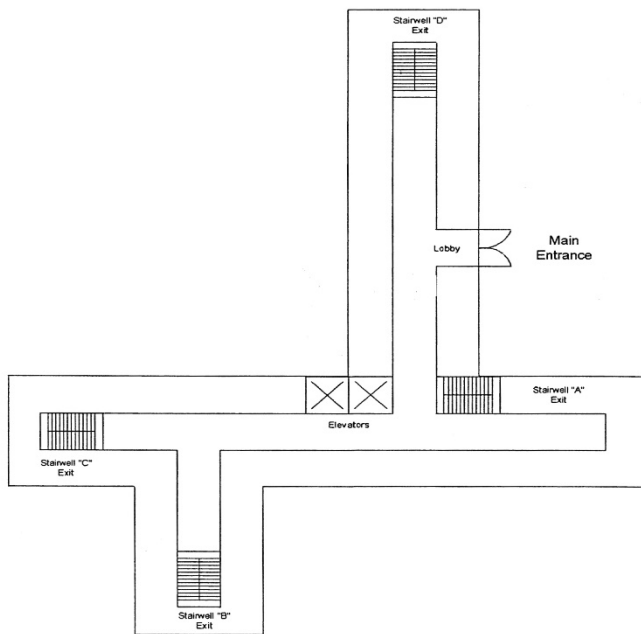 Stairwell "D"
Exit
Lobby
Main
Entrance
Stairwell "A"
Exit
Elevators
Stairwell "C"
Exit
Stairwell "B"
Exit